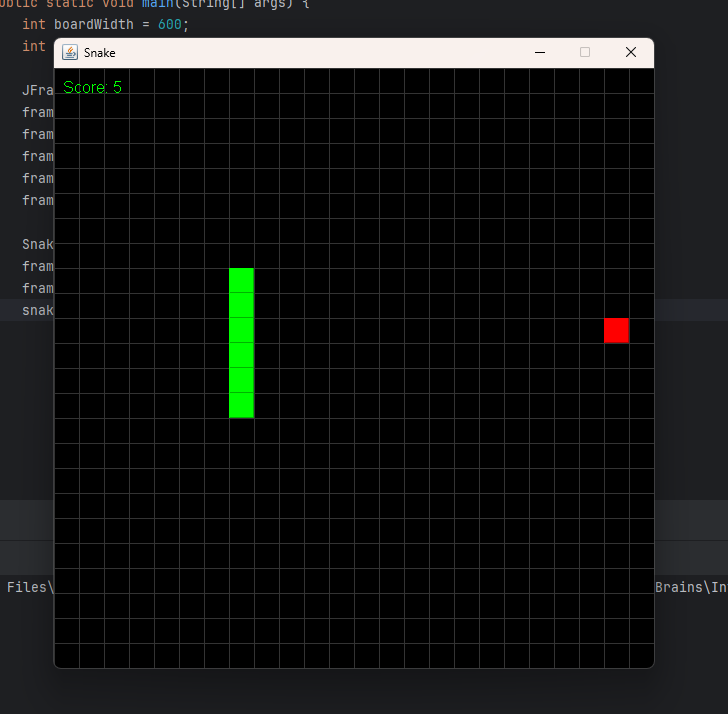 public static void main(String[] args) {
int boardWidth = 600;
int
Snake
JFra
Score: 5
fram
fram
fram
fram
fram
Snak
fram
fram
snak
Files\
Brains\In